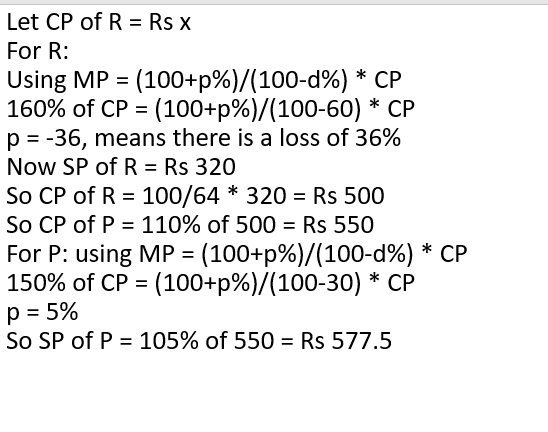 Let CP of R = Rs x
For R:
Using MP = (100+p%)/(100-d%) * CP
160% of CP = (100+p%)/(100-60) * CP
p = -36, means there is a loss of 36%
Now SP of R = Rs 320
So CP of R = 100/64 * 320 = Rs 500
So CP of P = 110% of 500 = Rs 550
For P: using MP = (100+p%)/(100-d%) * CP
150% of CP = (100+p%)/(100-30) * CP
p = 5%
So SP of P = 105% of 550 = Rs 577.5